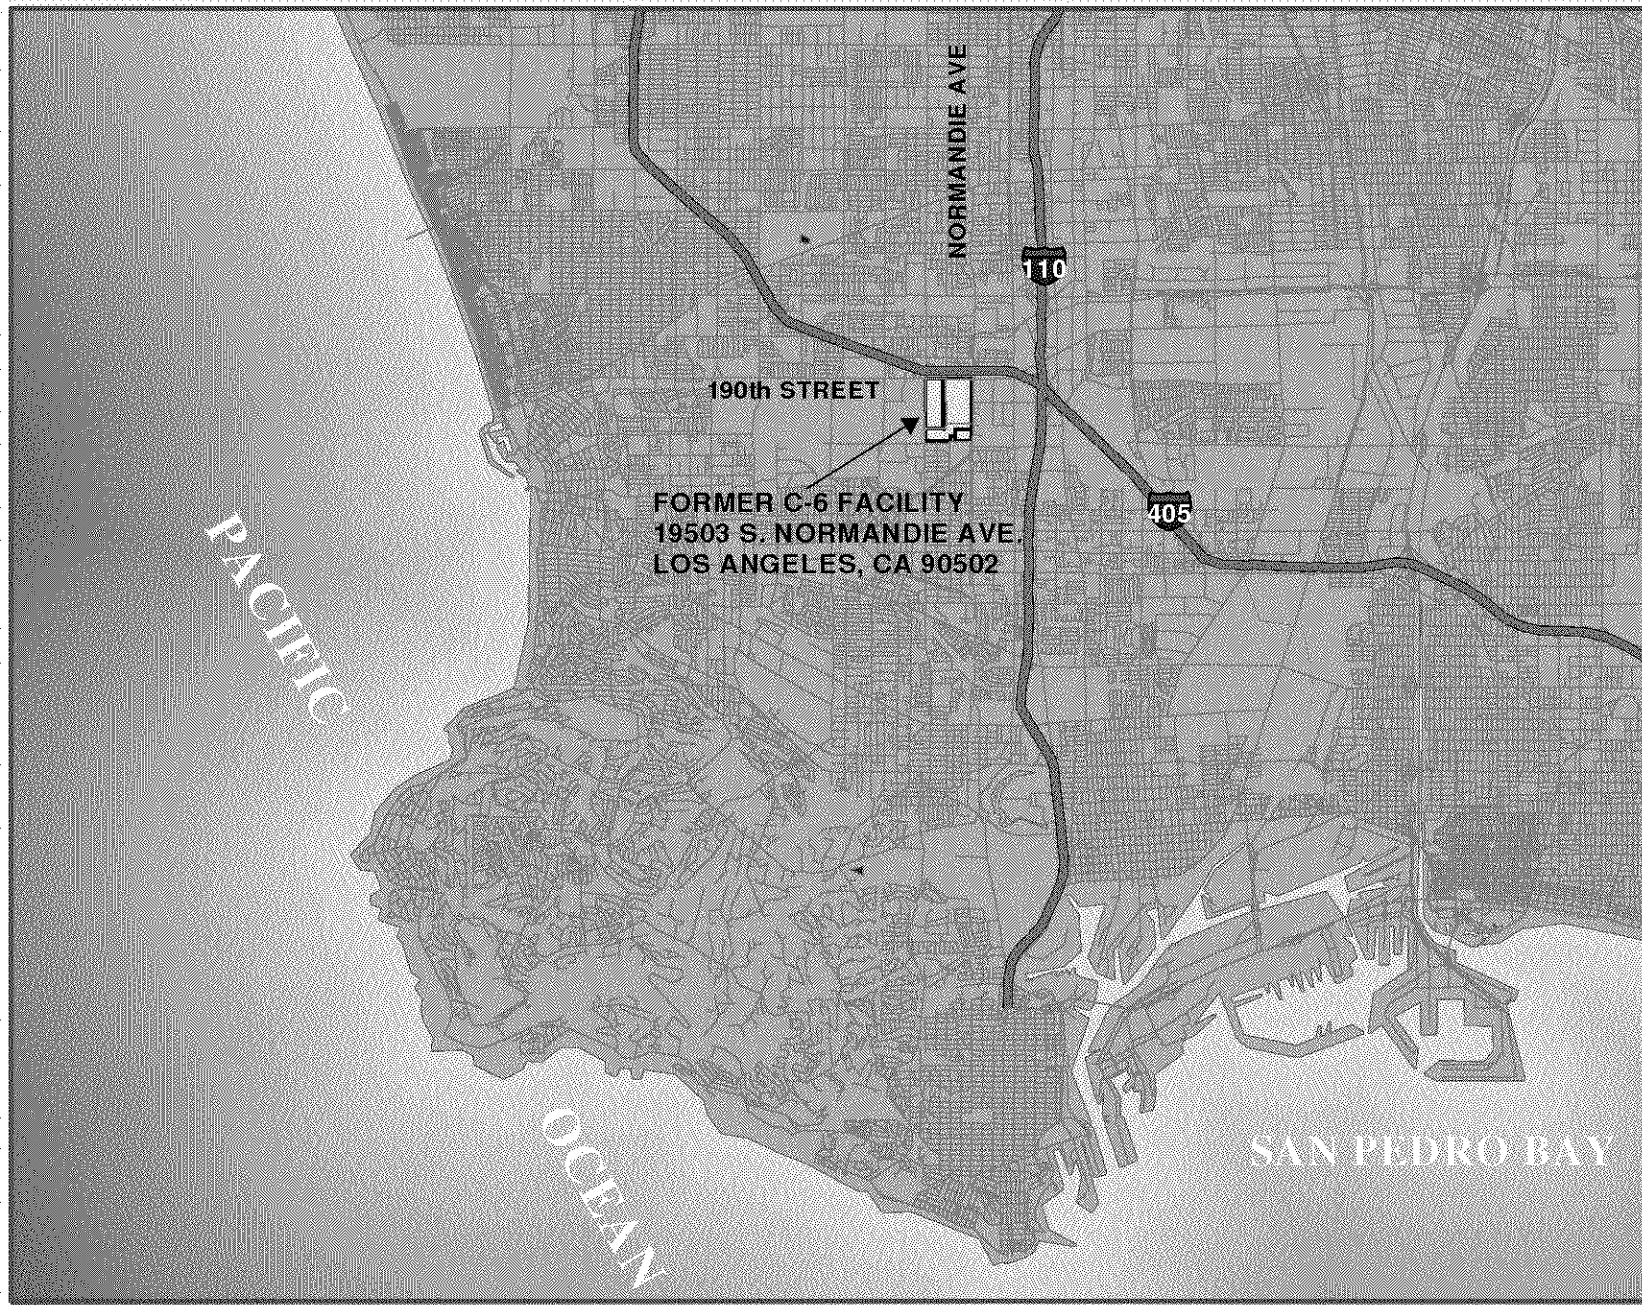 NORMANDIE AVE
110
190th STREET
405
FORMER C-6 FACILITY
19503 S. NORMANDIE AVE.
LOS ANGELES, CA 90502
PACIFIC
OCEAN
SAN PEDRO BAY